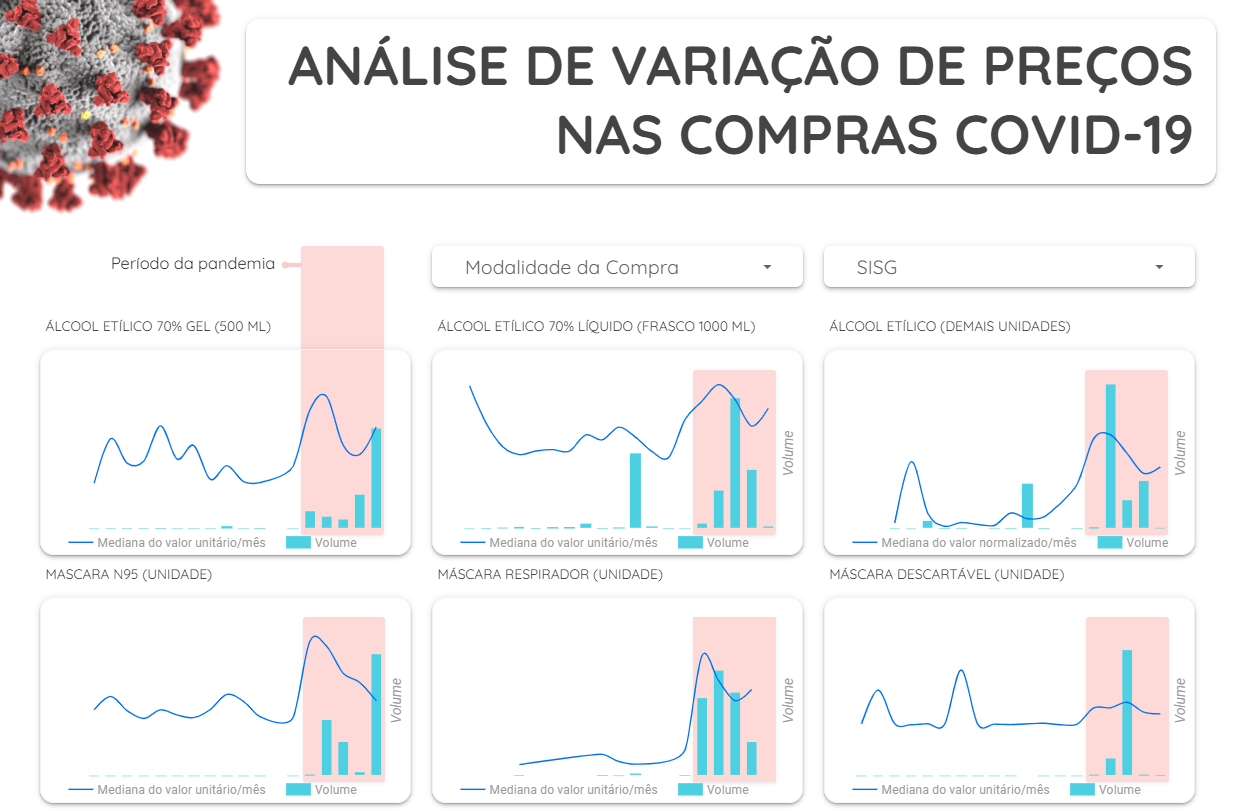 ANÁLISE DE VARIAÇÃO DE PREÇOS
NAS COMPRAS COVID-19
Período da pandemia
Modalidade da Compra
SISG
ÁLCOOL ETÍLICO 70% GEL (500 ML)
ÁLCOOL ETÍLICO 70% LÍQUIDO (FRASCO 1000 ML)
ÁLCOOL ETÍLICO (DEMAIS UNIDADES)
Volume
Volume
Mediana do valor unitário/mês
Volume
Mediana do valor unitário/mês
Volume
Mediana do valor normalizado/mês
Volume
MASCARA N95 (UNIDADE)
MÁSCARA RESPIRADOR (UNIDADE)
MÁSCARA DESCARTÁVEL (UNIDADE)
Volume
Volume
Volume
Mediana do valor unitário/mês
Volume
Mediana do valor unitário/mês
Volume
Mediana do valor unitário/mês
Volume